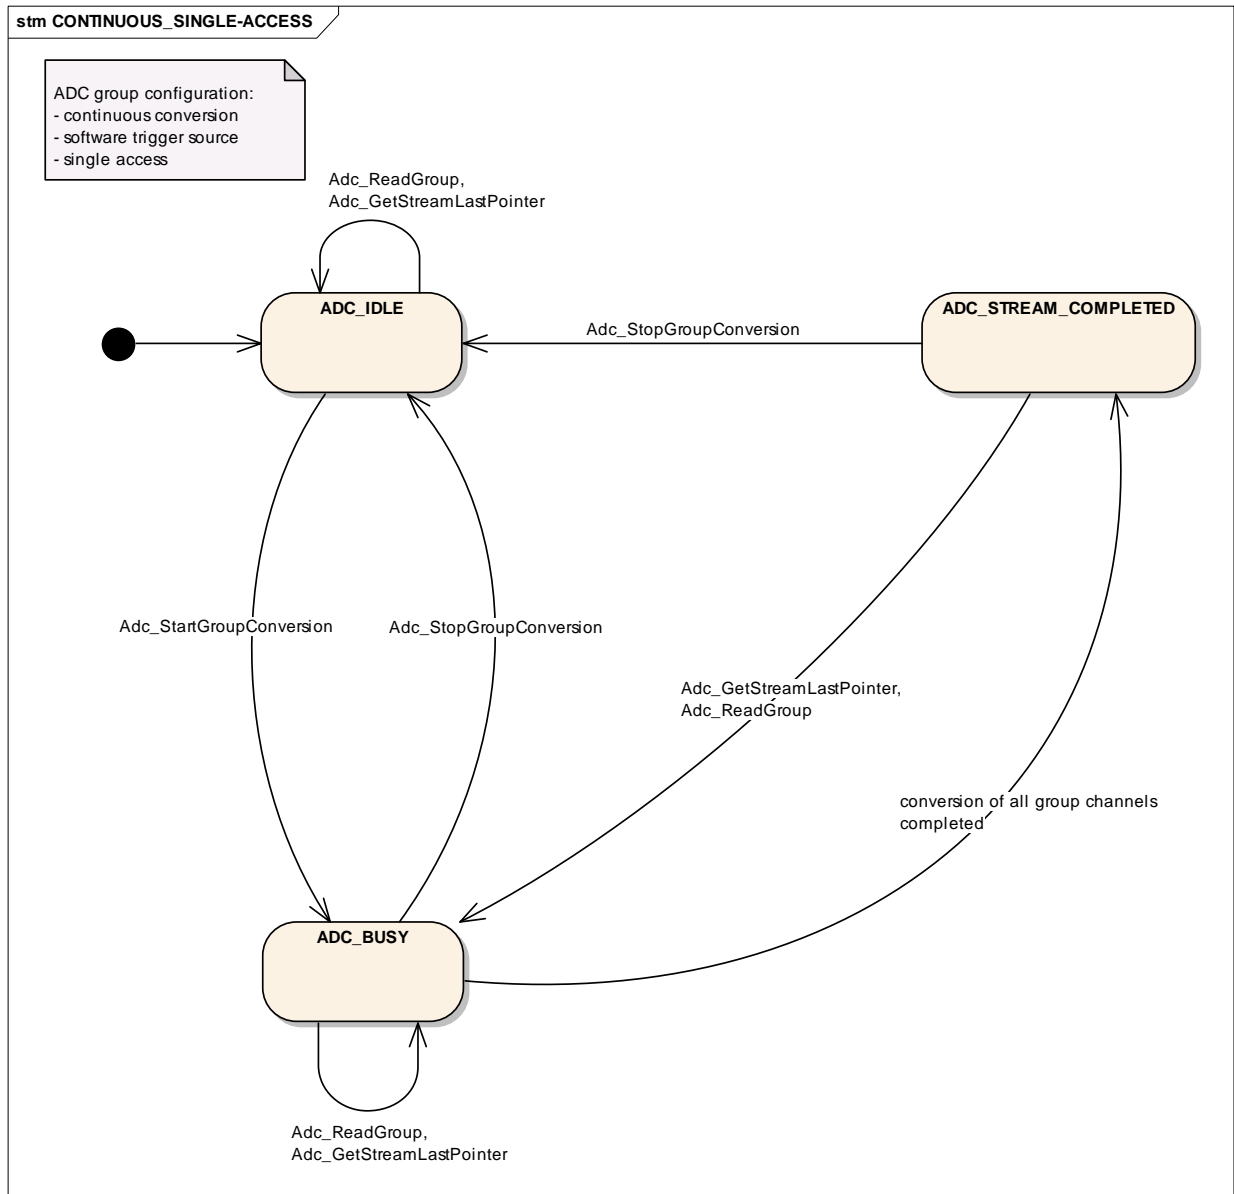 stm CONTINUOUS_SINGLE-ACCESS
ADC group configuration:
- continuous conversion
- software trigger source
- single access
Adc_ReadGroup,
Adc_GetStreamLastPointer
ADC_IDLE
ADC_STREAM_COMPLETED
Adc_StopGroupConversion
Adc_StartGroupConversion
Adc_StopGroupConversion
Adc_GetStreamLastPointer,
Adc_ReadGroup
conversion of all group channels
completed
ADC_BUSY
Adc_ReadGroup,
Adc_GetStreamLastPointer